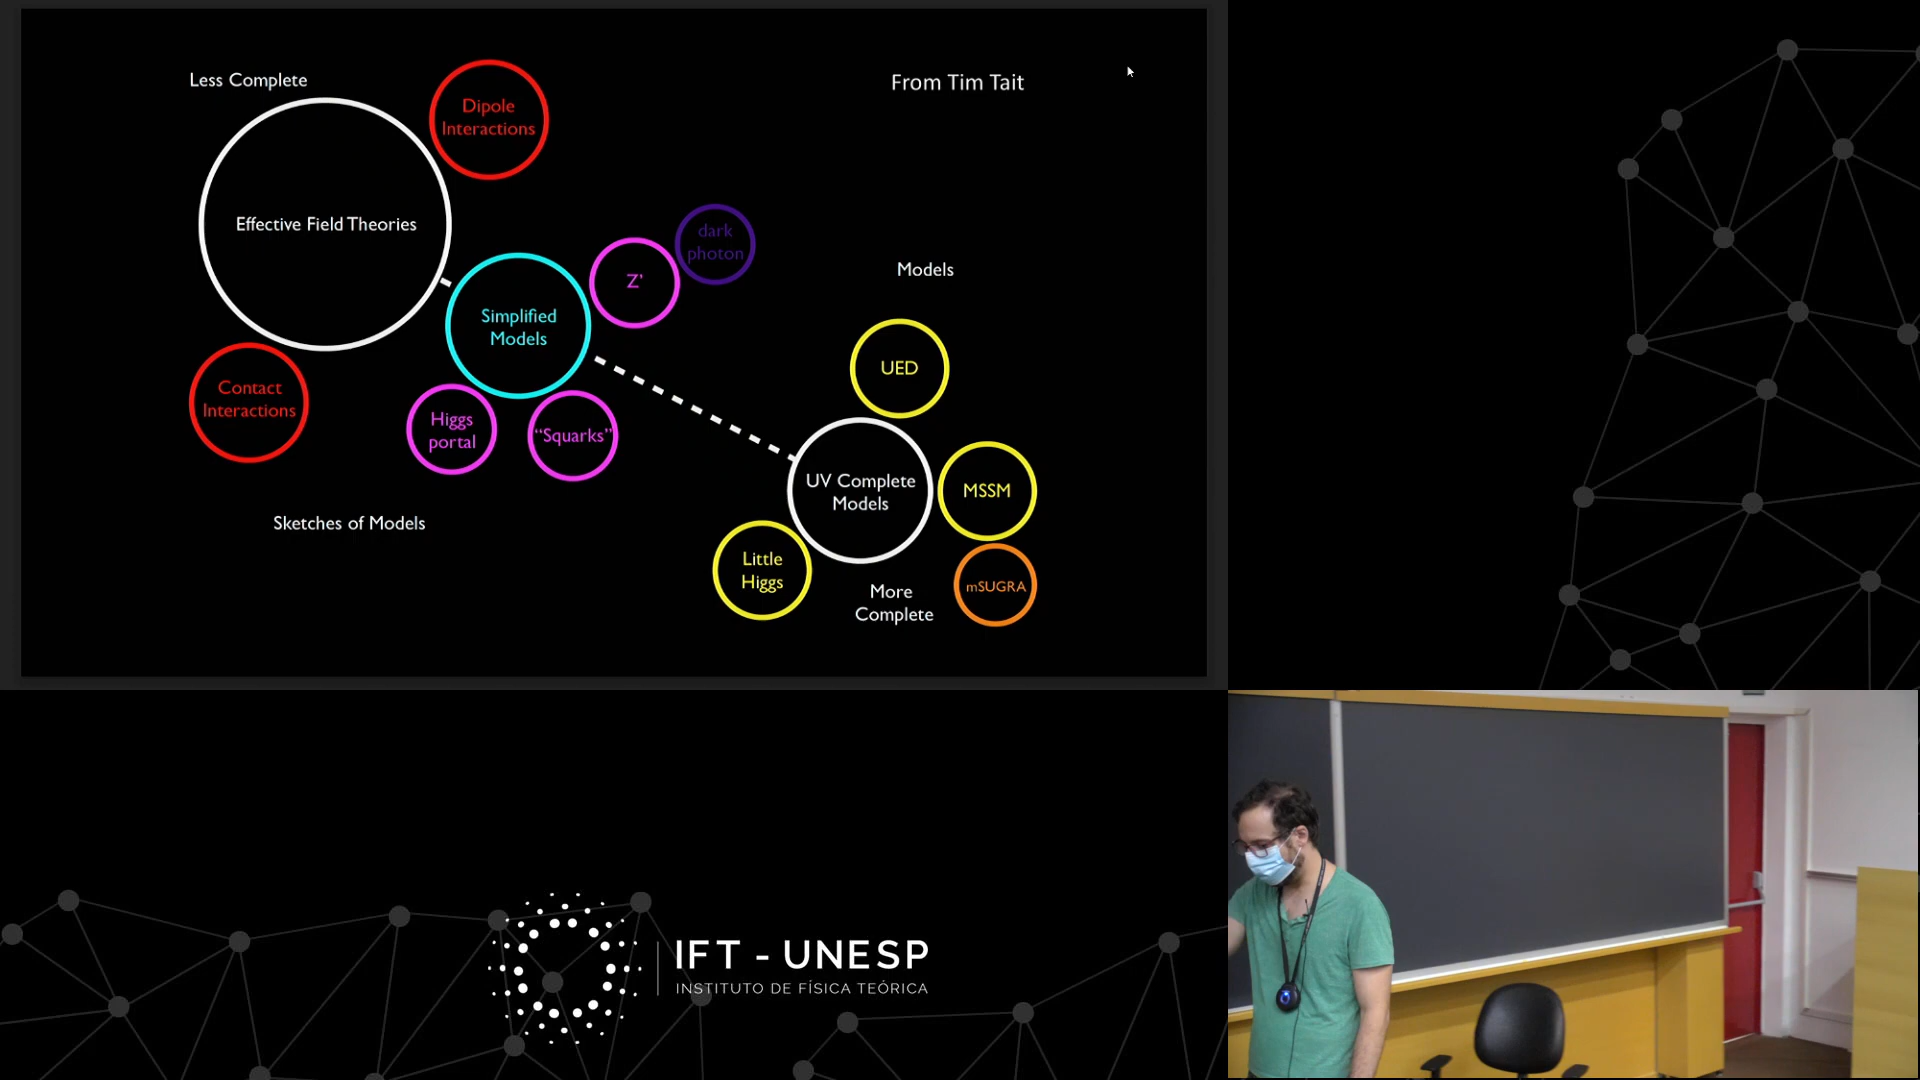 Less Complete
From Tim Tait
Dipole
Interactions
Effective Field Theories
dark
photon
Z’
Models
Simplified
Models
UED
Contact
Interactions
Higgs
portal
“Squarks”
UV Complete
Models
MSSM
Sketches of Models
Little
Higgs
More
Complete
mSUGRA
IFT - UNESP
INSTITUTO DE FÍSICA TEÓRICA